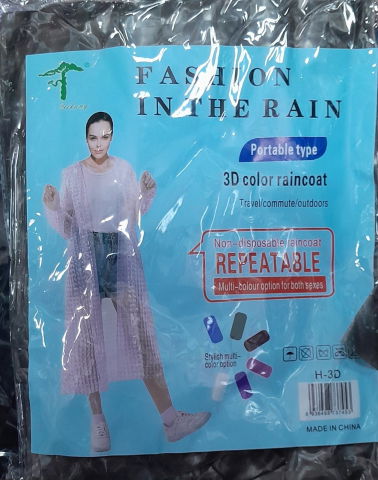 FASHION
IN THE RAIN
Portable type
3D color raincoat
Travel/commute/outdoors
Non-disposable raincoat
REPEATABLE
Multi-colour option for both sexes
Stylish multi-
color option
H-3D
MADE IN CHINA